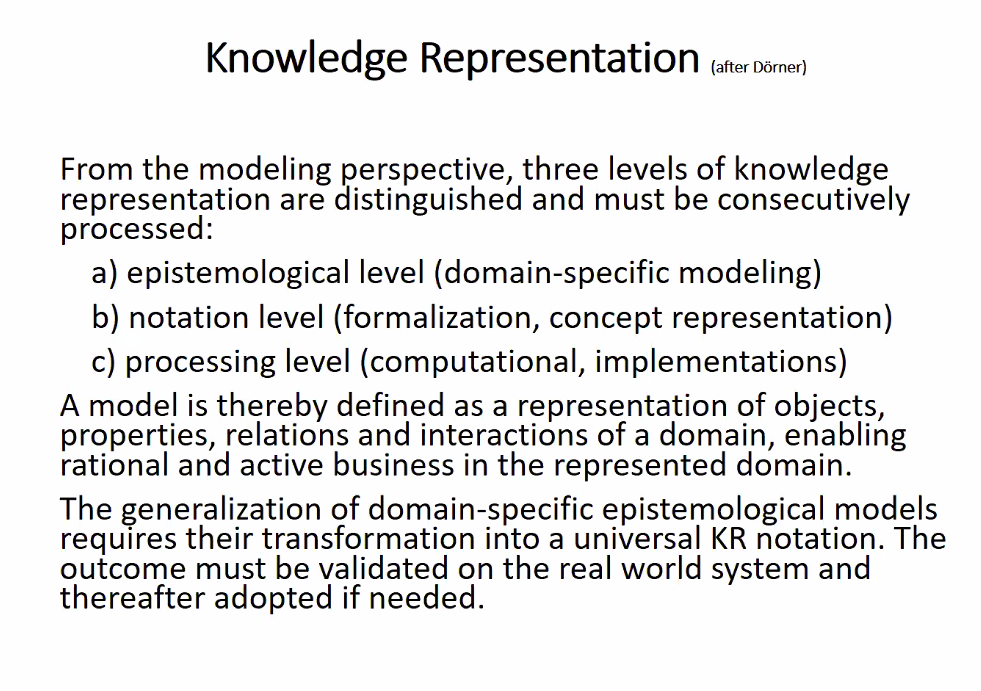 Knowledge Representation (after Dörner)
From the modeling perspective, three levels of knowledge
representation are distinguished and must be consecutively
processed:
a) epistemological level (domain-specific modeling)
b) notation level (formalization, concept representation)
c) processing level (computational, implementations)
A model is thereby defined as a representation of objects,
properties, relations and interactions of a domain, enabling
rational and active business in the represented domain.
The generalization of domain-specific epistemological models
requires their transformation into a universal KR notation. The
outcome must be validated on the real world system and
thereafter adopted if needed.